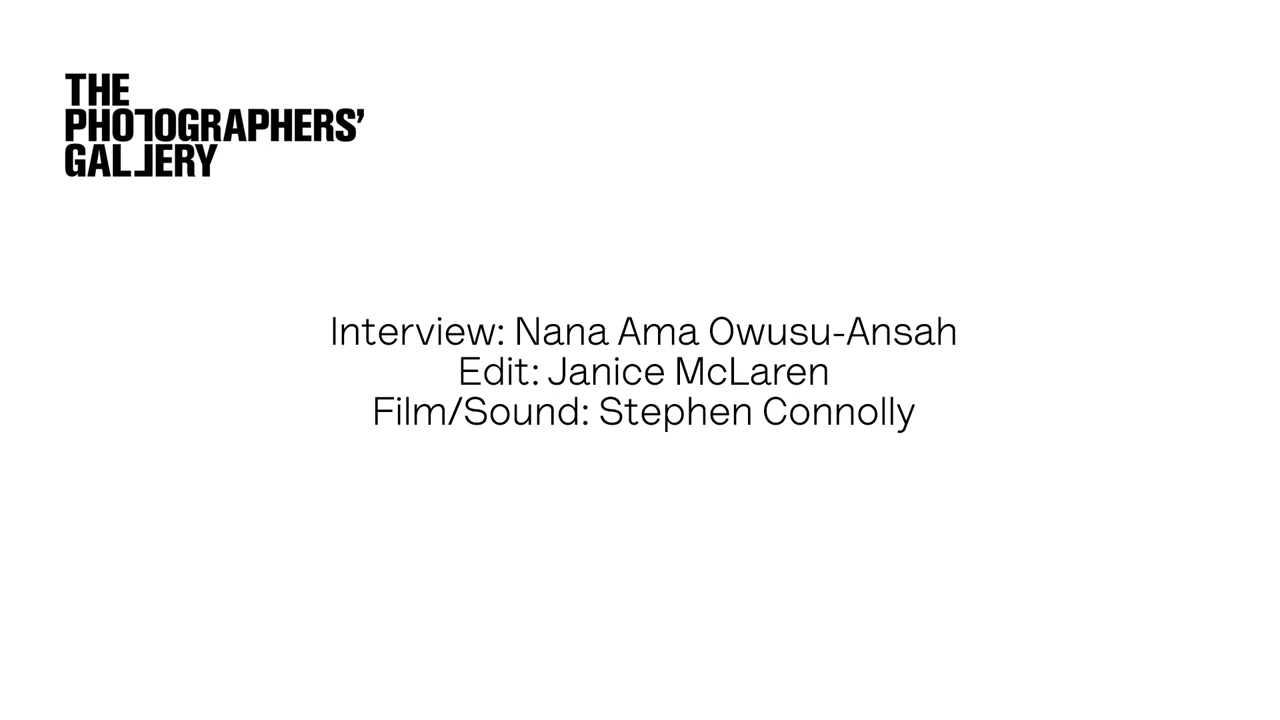 THE
PHOTOGRAPHERS’
GALLERY
Interview: Nana Ama Owusu-Ansah
Edit: Janice McLaren
Film/Sound: Stephen Connolly